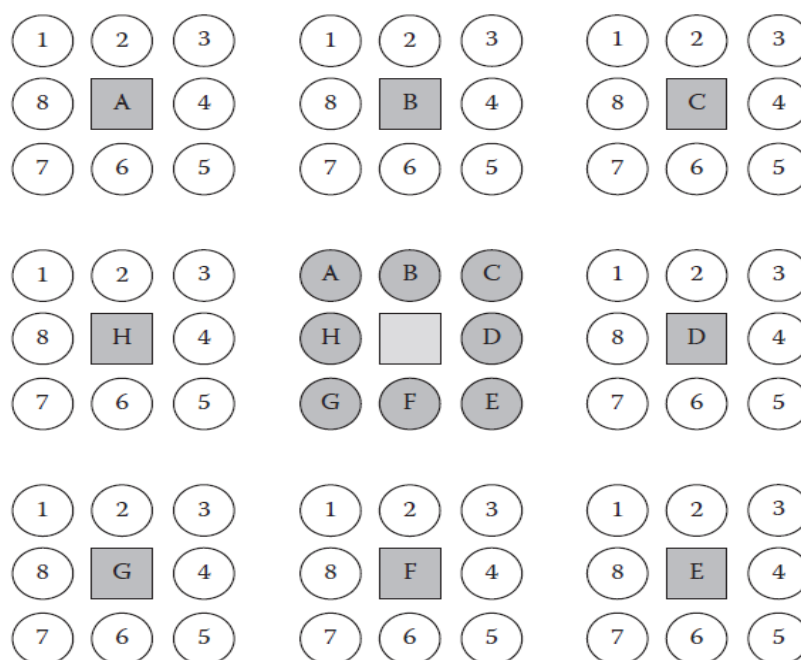 1 2 3 1 2 3 1 2 3
8 A 4 8 B 4 8 C 4
7 6 5 7 6 5 7 6 5
1 2 3 A B C 1 2 3
8 H 4 H D 8 D 4
7 6 5 G F E 7 6 5
1 2 3 1 2 3 1 2 3
8 G 4 8 F 4 8 E 4
7 6 5 7 6 5 7 6 5